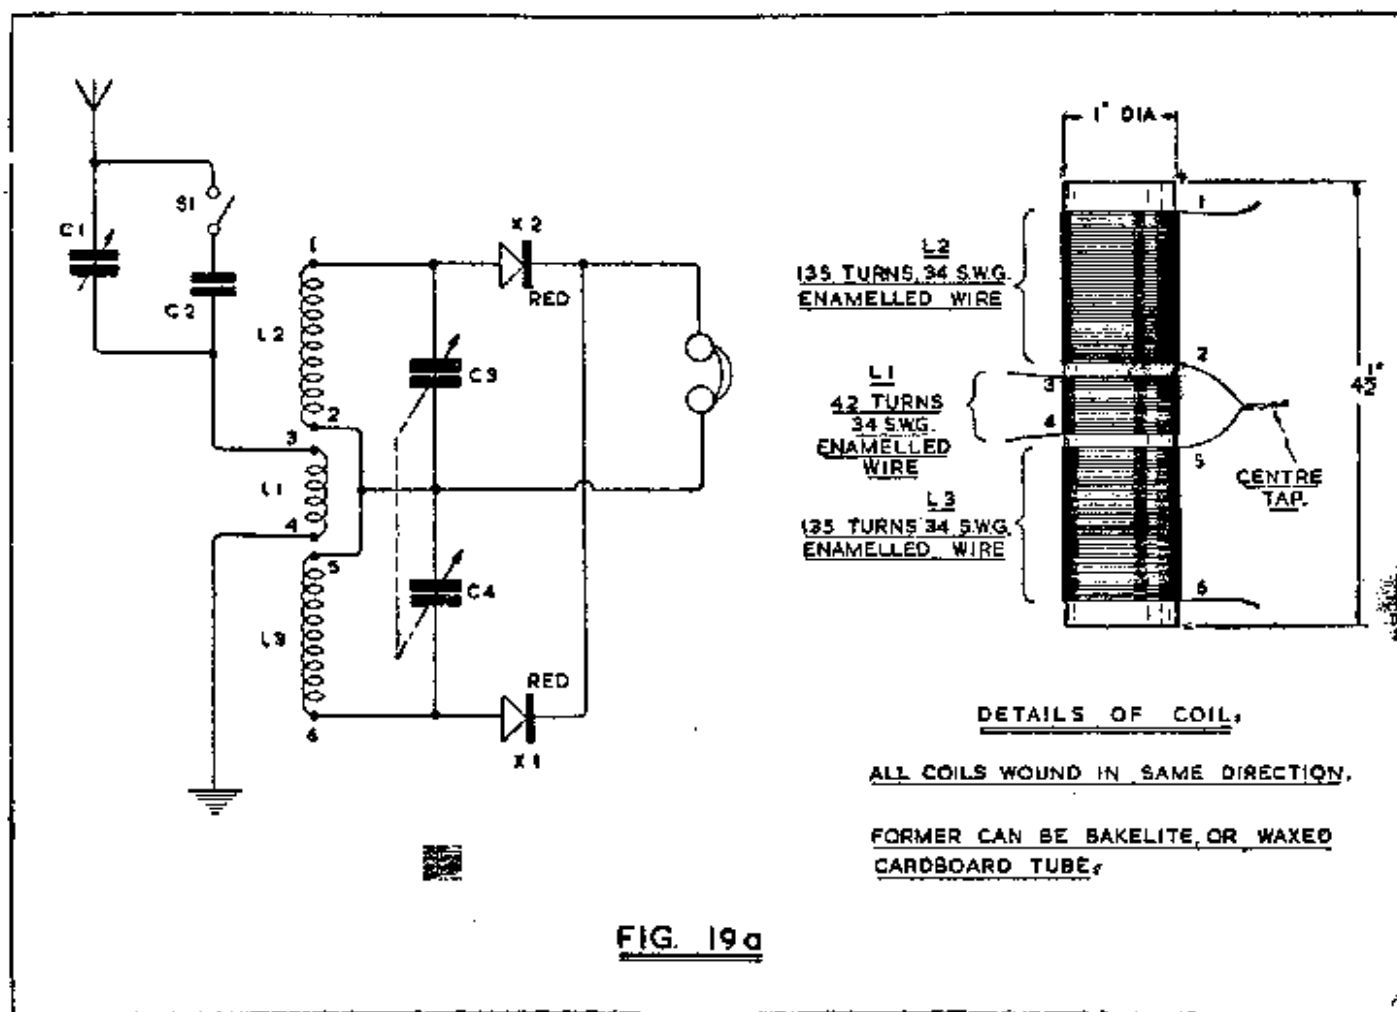 C1
S1
C2
1
L2
2
3
L1
4
5
L3
6
X2
RED
C3
C4
RED
X1
1" DIA
1
L2
135 TURNS, 34 S.W.G.
ENAMELLED WIRE
2
L1
3
42 TURNS
34 S.W.G.
4
ENAMELLED
WIRE
5
CENTRE
TAP.
L3
135 TURNS 34 S.W.G.
ENAMELLED WIRE
6
DETAILS OF COIL.
ALL COILS WOUND IN SAME DIRECTION.
FORMER CAN BE BAKELITE, OR WAXED
CARDBOARD TUBE.
FIG. 19a